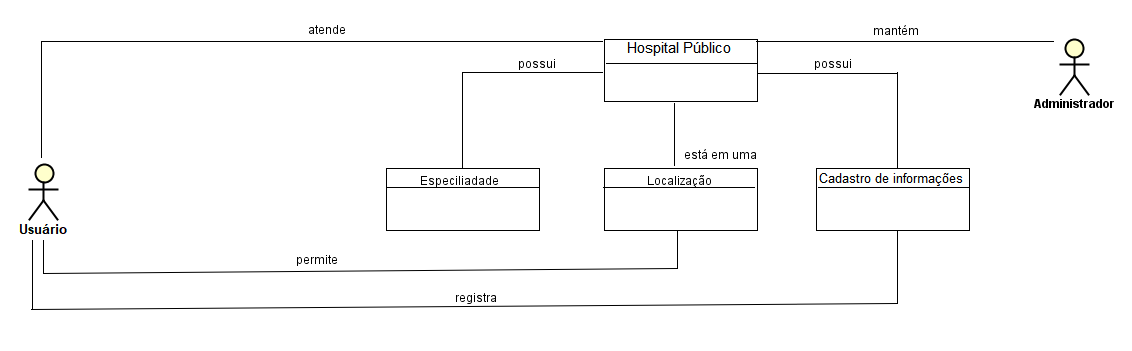 atende
mantém
Hospital Público
possui
possui
Administrador
está em uma
Especiliadade
Localização
Cadastro de informações
Usuário
permite
registra